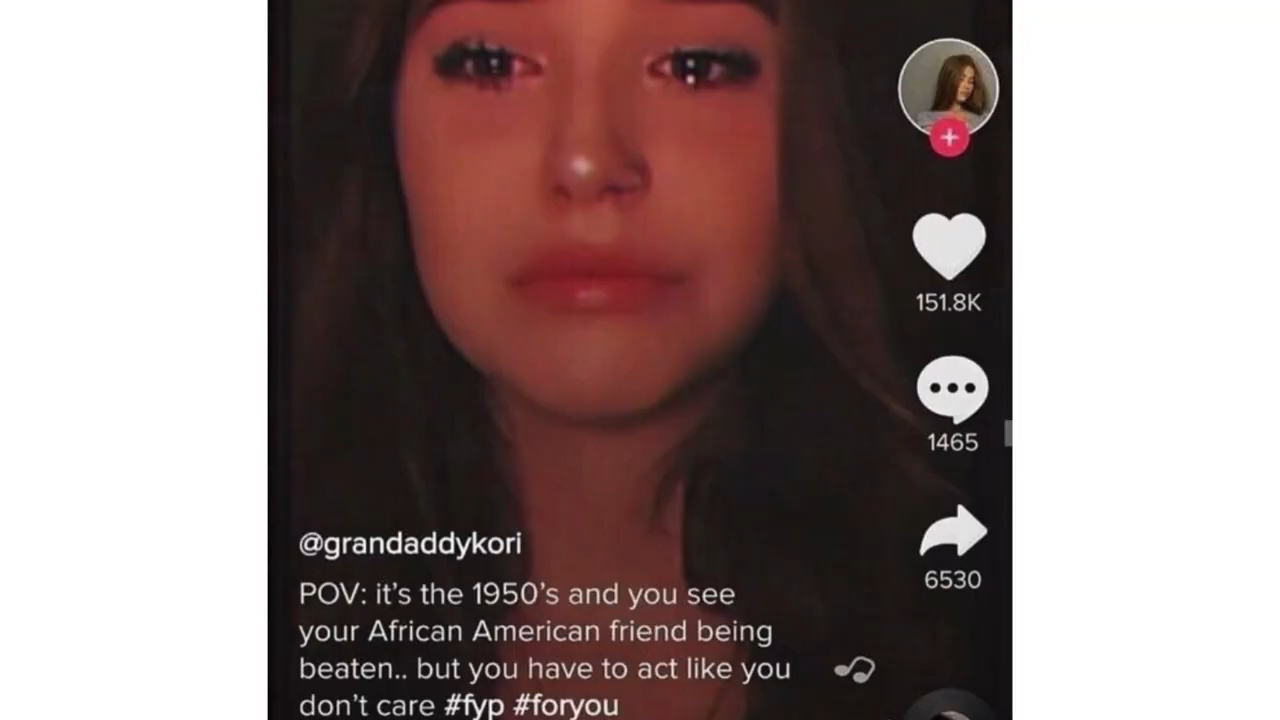 151.8K
1465
6530
@grandaddykori
POV: it's the 1950's and you see
your African American friend being
beaten.. but you have to act like you
don't care #fyp #foryou